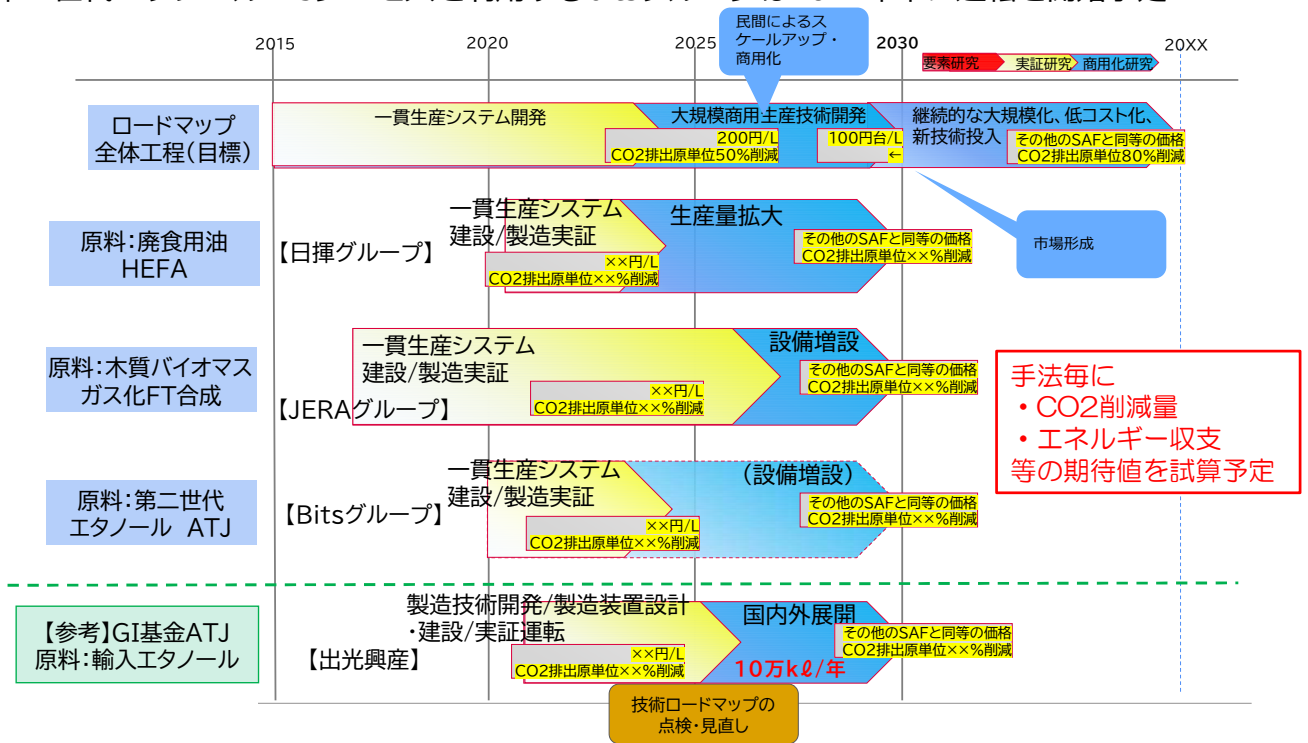 民間によるス
ケールアップ・
商用化
2015
2020
2025
2030
20XX
要素研究
実証研究
商用化研究
ロードマップ
全体工程(目標)
一貫生産システム開発
大規模商用生産技術開発
継続的な大規模化、低コスト化、
新技術投入
200円/L
CO2排出原単位50%削減
100円台/L
←
その他のSAFと同等の価格
CO2排出原単位80%削減
市場形成
原料:廃食用油
HEFA
【日揮グループ】
一貫生産システム
建設/製造実証
生産量拡大
××円/L
CO2排出原単位××%削減
その他のSAFと同等の価格
CO2排出原単位××%削減
原料:木質バイオマス
ガス化FT合成
【JERAグループ】
一貫生産システム
建設/製造実証
設備増設
××円/L
CO2排出原単位××%削減
その他のSAFと同等の価格
CO2排出原単位××%削減
手法毎に
・CO2削減量
・エネルギー収支
等の期待値を試算予定
原料:第二世代
エタノール ATJ
【Bitsグループ】
一貫生産システム
建設/製造実証
(設備増設)
××円/L
CO2排出原単位××%削減
その他のSAFと同等の価格
CO2排出原単位××%削減
【参考】GI基金ATJ
原料:輸入エタノール
【出光興産】
製造技術開発/製造装置設計
・建設/実証運転
国内外展開
10万kℓ/年
××円/L
CO2排出原単位××%削減
その他のSAFと同等の価格
CO2排出原単位××%削減
技術ロードマップの
点検・見直し